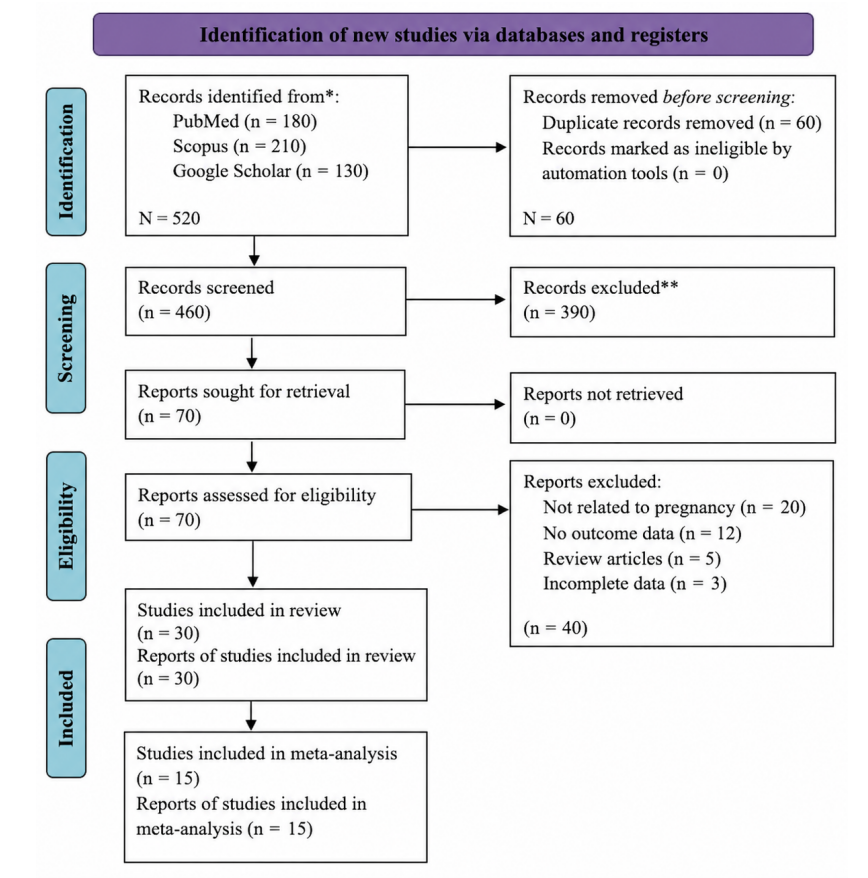 Identification of new studies via databases and registers
Identification
Records identified from*:
PubMed (n = 180)
Scopus (n = 210)
Google Scholar (n = 130)
N = 520
Records removed before screening:
Duplicate records removed (n = 60)
Records marked as ineligible by
automation tools (n = 0)
N = 60
Screening
Records screened
(n = 460)
Records excluded**
(n = 390)
Reports sought for retrieval
(n = 70)
Reports not retrieved
(n = 0)
Eligibility
Reports assessed for eligibility
(n = 70)
Reports excluded:
Not related to pregnancy (n = 20)
No outcome data (n = 12)
Review articles (n = 5)
Incomplete data (n = 3)
(n = 40)
Included
Studies included in review
(n = 30)
Reports of studies included in review
(n = 30)
Studies included in meta-analysis
(n = 15)
Reports of studies included in
meta-analysis (n = 15)